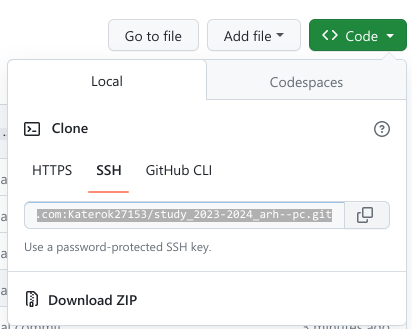 Go to file
Add file
<> Code
Local
Codespaces
Clone
HTTPS
SSH
GitHub CLI
.com:Katerok27153/study_2023-2024_arh--pc.git
Use a password-protected SSH key.
Download ZIP